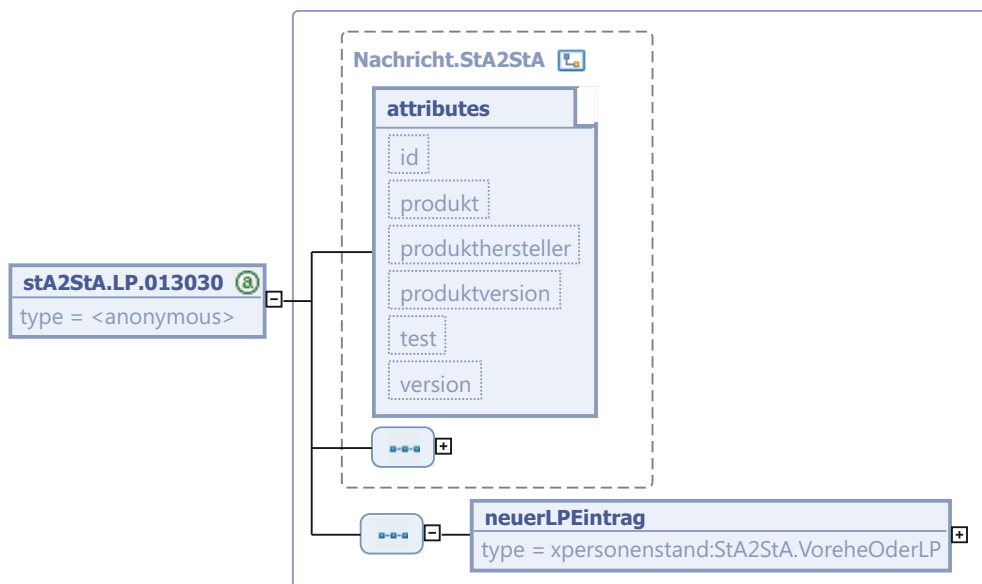 Nachricht.StA2StA
attributes
id
produkt
produkthersteller
produktversion
test
version
stA2StA.LP.013030 a
type = <anonymous>
neuerLPEintrag
type = xpersonenstand:StA2StA.VoreheOderLP